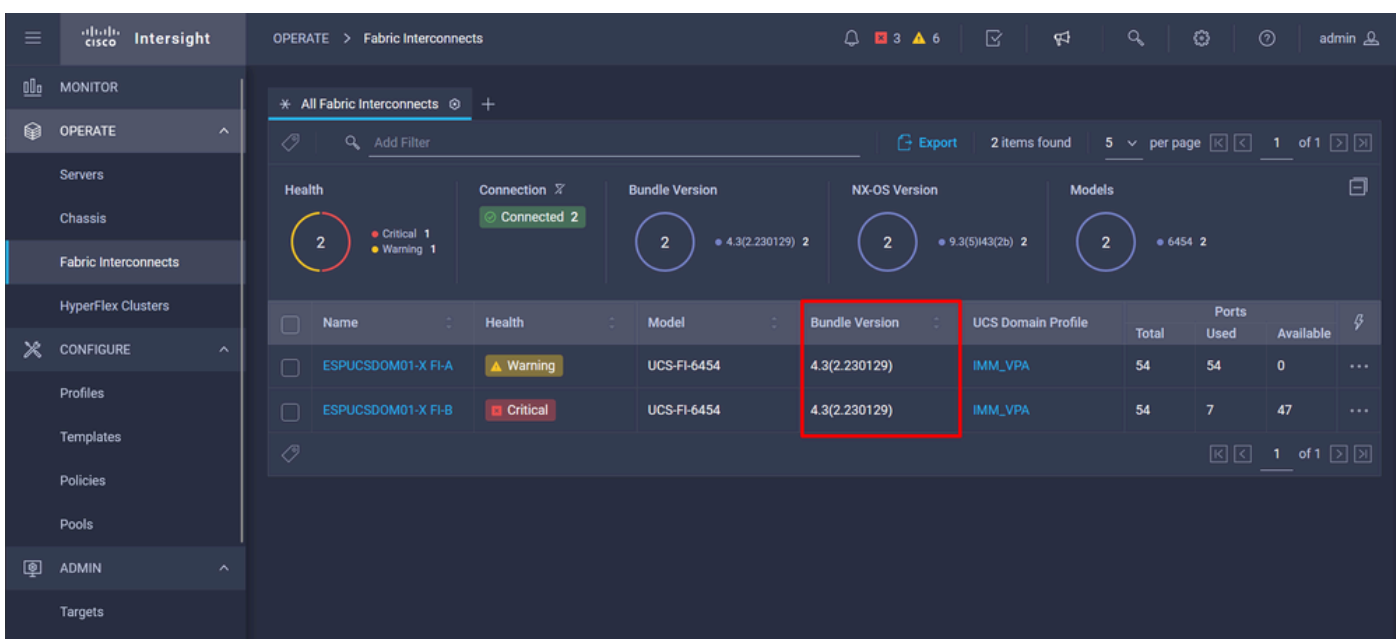 cisco Intersight
OPERATE > Fabric Interconnects
3 6
admin
MONITOR
OPERATE
Servers
Chassis
Fabric Interconnects
HyperFlex Clusters
CONFIGURE
Profiles
Templates
Policies
Pools
ADMIN
Targets
All Fabric Interconnects
Add Filter
Export
2 items found
5 per page
1 of 1
Health
2
Critical 1
Warning 1
Connection
Connected 2
Bundle Version
2
4.3(2.230129) 2
NX-OS Version
2
9.3(5)I43(2b) 2
Models
2
6454 2
Name Health Model Bundle Version UCS Domain Profile Ports
Total Used Available
ESPUCSDOM01-X FI-A Warning UCS-FI-6454 4.3(2.230129) IMM_VPA 54 54 0
ESPUCSDOM01-X FI-B Critical UCS-FI-6454 4.3(2.230129) IMM_VPA 54 7 47
1 of 1